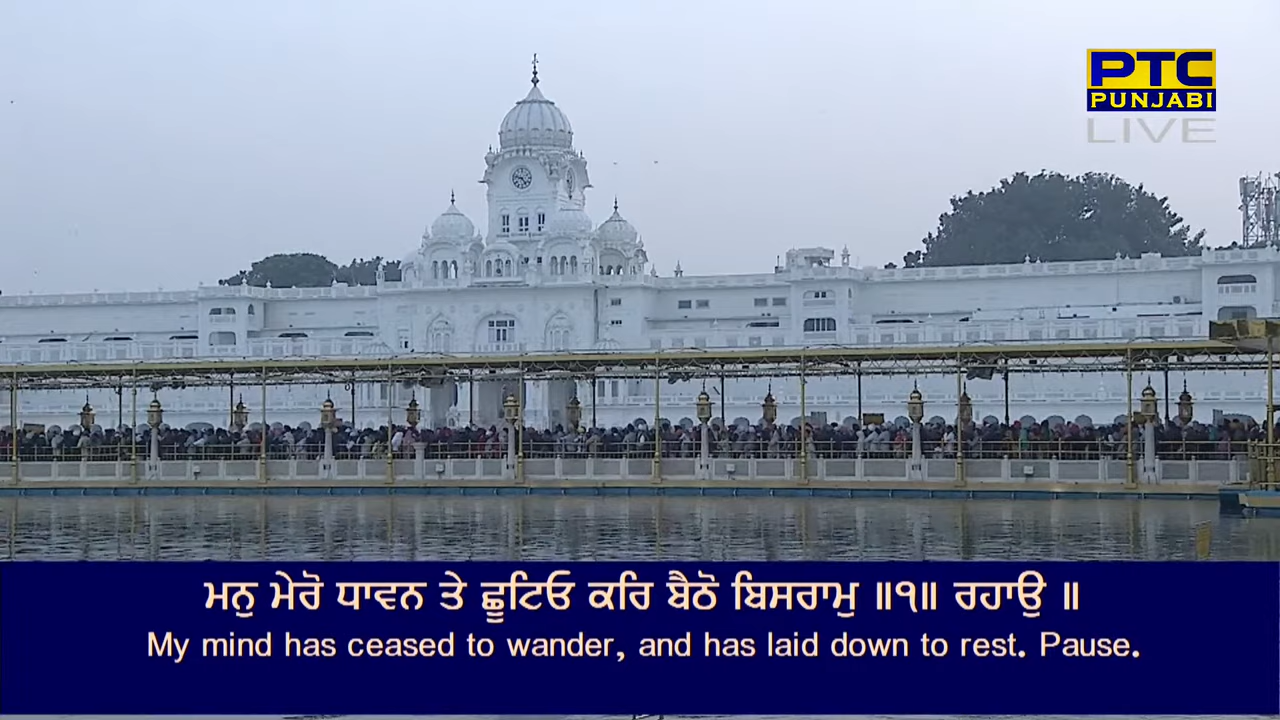 PTC
PUNJABI
LIVE
ਮਨੁ ਮੇਰੋ ਧਾਵਨ ਤੇ ਛੂਟਿਓ ਕਰਿ ਬੈਠੋ ਬਿਸਰਾਮੁ ॥੧॥ ਰਹਾਉ ॥
My mind has ceased to wander, and has laid down to rest. Pause.